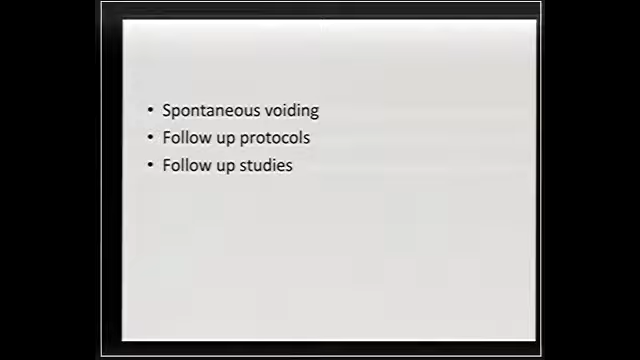 • Spontaneous voiding
• Follow up protocols
• Follow up studies